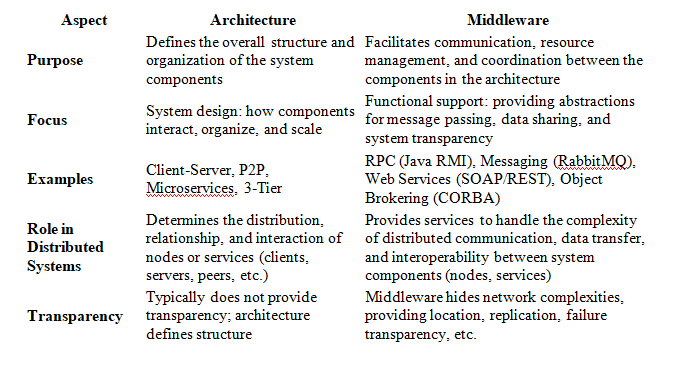 Aspect Architecture Middleware
Purpose
Defines the overall structure and
organization of the system
components
Facilitates communication, resource
management, and coordination between the
components in the architecture
Focus
System design: how components
interact, organize, and scale
Functional support: providing abstractions
for message passing, data sharing, and
system transparency
Examples
Client-Server, P2P,
Microservices, 3-Tier
RPC (Java RMI), Messaging (RabbitMQ),
Web Services (SOAP/REST), Object
Brokering (CORBA)
Role in
Distributed
Systems
Determines the distribution,
relationship, and interaction of
nodes or services (clients,
servers, peers, etc.)
Provides services to handle the complexity
of distributed communication, data transfer,
and interoperability between system
components (nodes, services)
Transparency
Typically does not provide
transparency; architecture
defines structure
Middleware hides network complexities,
providing location, replication, failure
transparency, etc.